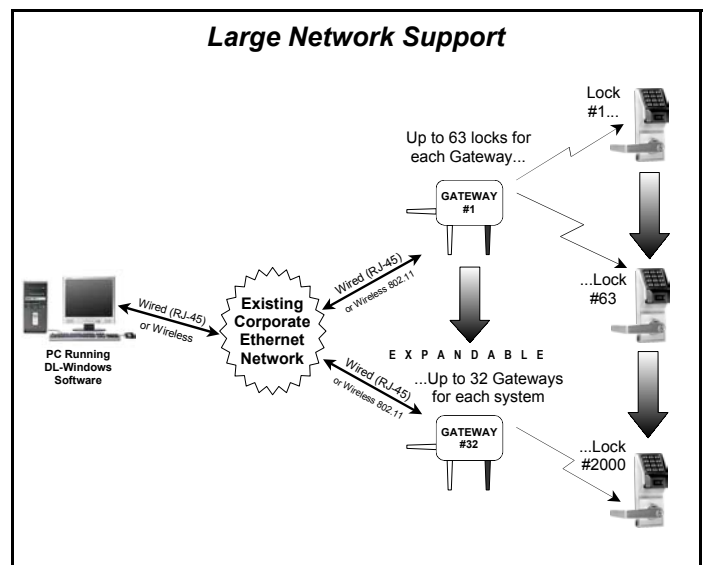 Large Network Support
Lock
#1...
Up to 63 locks for
each Gateway...
GATEWAY
#1
...Lock
#63
Wired (RJ-45)
or Wireless 802.11
Wired (RJ-45)
or Wireless
Existing
Corporate
Ethernet
Network
PC Running
DL-Windows
Software
E X P A N D A B L E
...Up to 32 Gateways
for each system
Wired (RJ-45)
or Wireless 802.11
GATEWAY
#32
...Lock
#2000